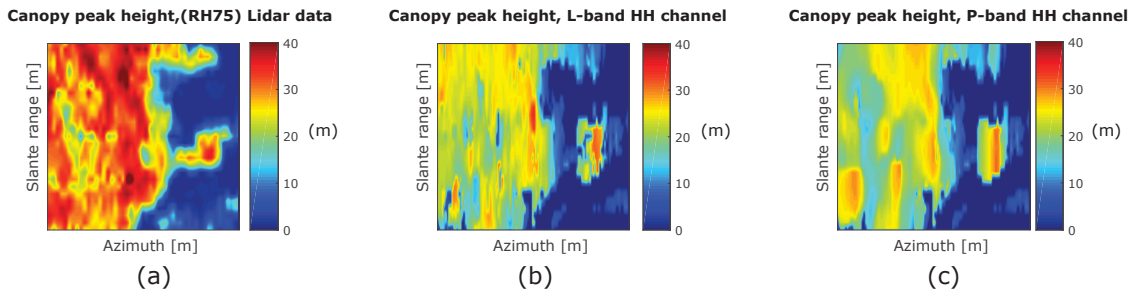 Canopy peak height,(RH75) Lidar data
Slante range [m]
Azimuth [m]
40
30
20
10
0
(m)
(a)
Canopy peak height, L-band HH channel
Slante range [m]
Azimuth [m]
40
30
20
10
0
(m)
(b)
Canopy peak height, P-band HH channel
Slante range [m]
Azimuth [m]
40
30
20
10
0
(m)
(c)